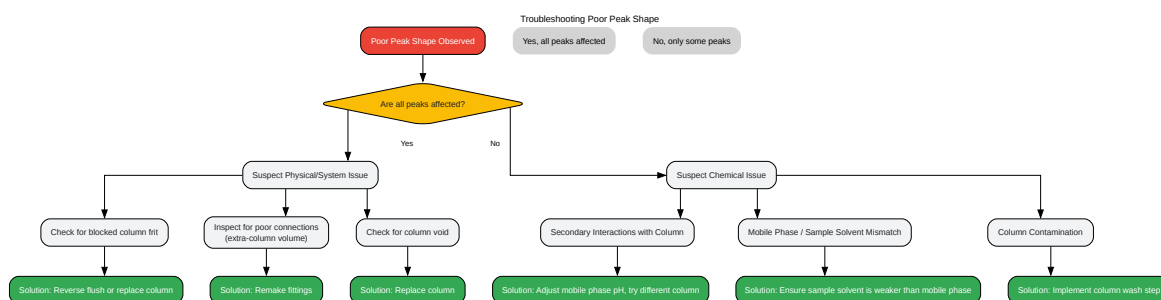 Troubleshooting Poor Peak Shape
Poor Peak Shape Observed
Yes, all peaks affected
No, only some peaks
Are all peaks affected?
Yes
No
Suspect Physical/System Issue
Suspect Chemical Issue
Check for blocked column frit
Inspect for poor connections
(extra-column volume)
Check for column void
Secondary Interactions with Column
Mobile Phase / Sample Solvent Mismatch
Column Contamination
Solution: Reverse flush or replace column
Solution: Remake fittings
Solution: Replace column
Solution: Adjust mobile phase pH, try different column
Solution: Ensure sample solvent is weaker than mobile phase
Solution: Implement column wash step